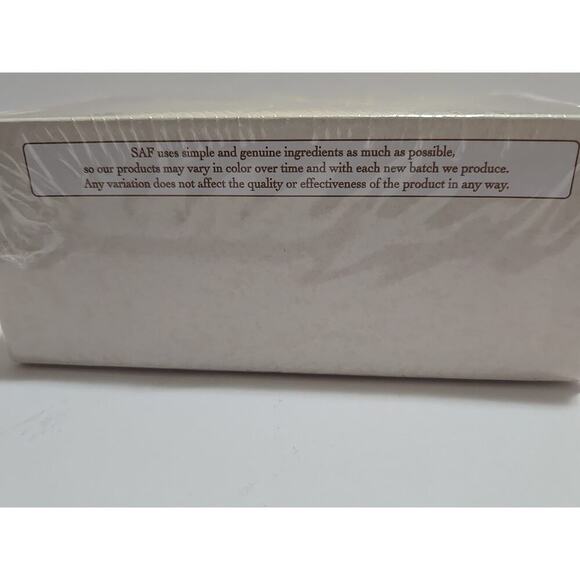 SAF uses simple and genuine ingredients as much as possible,
so our products may vary in color over time and with each new batch we produce.
Any variation does not affect the quality or effectiveness of the product in any way.